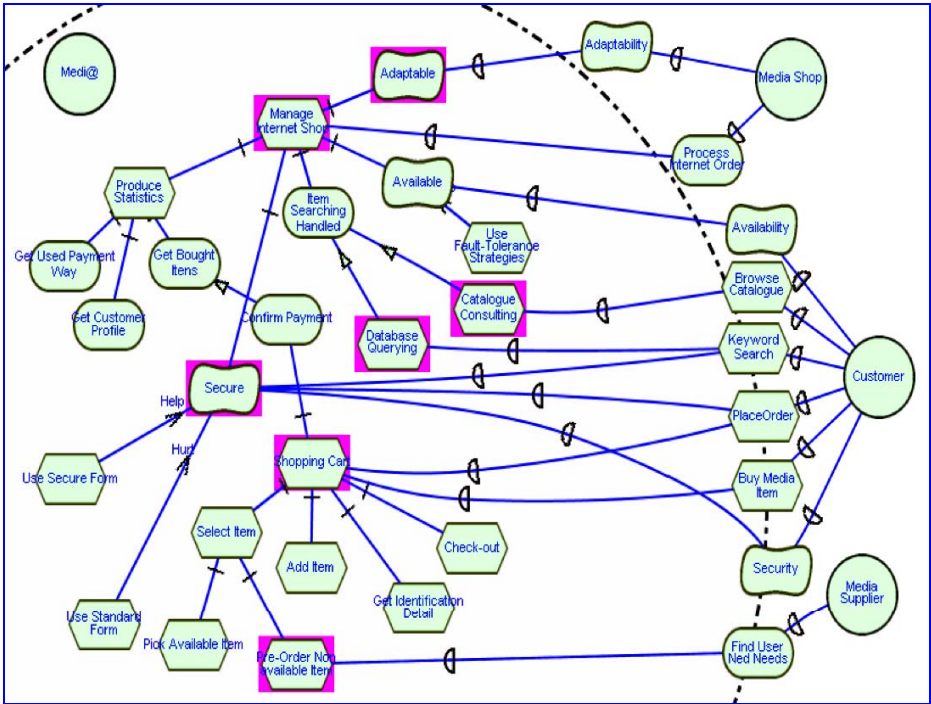 Adaptability
Medi@
Adaptable
Media Shop
Manage
Internet Shop
Process
Internet Order
Produce
Statistics
Item
Searching
Handled
Available
Availability
Use
Fault-Tolerance
Strategies
Get Used Payment
Way
Get Bought
Itens
Browse
Catalogue
Catalogue
Consulting
Get Customer
Profile
Confirm Payment
Database
Querying
Keyword
Search
Customer
Secure
Help
PlaceOrder
Hurt
Use Secure Form
Shopping Cart
Buy Media
Item
Select Item
Check-out
Add Item
Security
Get Identification
Detail
Media
Supplier
Use Standard
Form
Pick Available Item
Pre-Order Non
available Item
Find User
Ned Needs